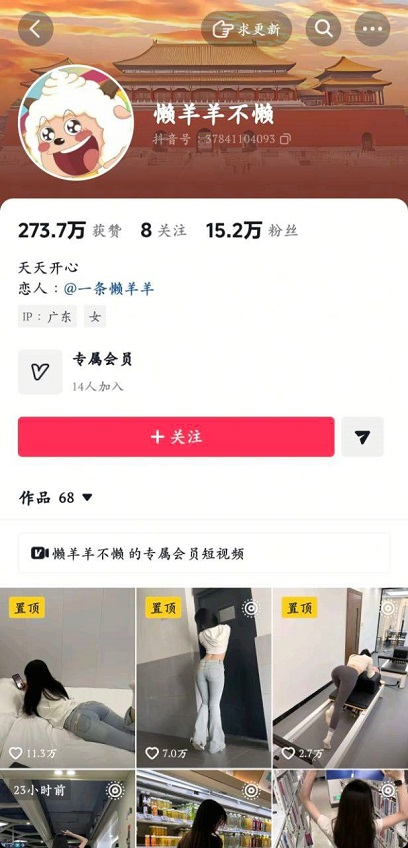 求更新
懒羊羊不懒
抖音号：37841104093
273.7万 获赞 8 关注 15.2万 粉丝
天天开心
恋人：@一条懒羊羊
IP：广东 女
专属会员
14人加入
+ 关注
作品 68
懒羊羊不懒 的专属会员短视频
置顶 置顶 置顶
11.3万 7.0万 2.7万
23小时前